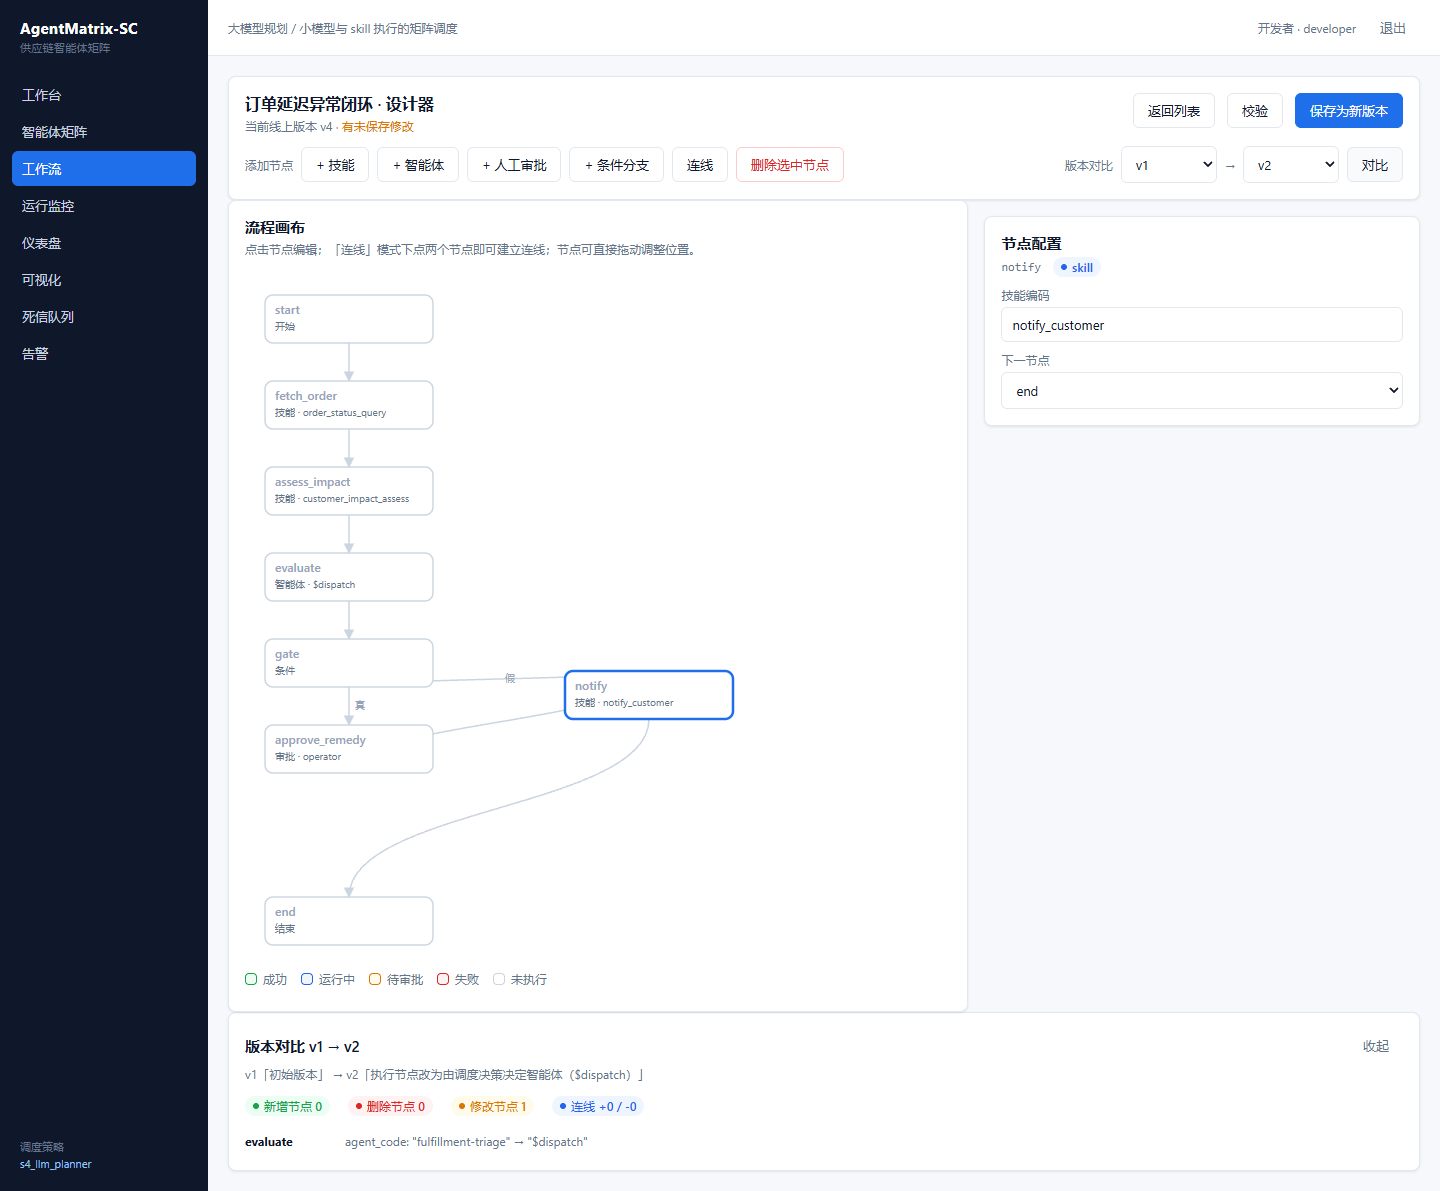 AgentMatrix-SC
供应链智能体矩阵
工作台
智能体矩阵
工作流
运行监控
仪表盘
可视化
死信队列
告警
调度策略
s4_llm_planner
大模型规划 / 小模型与 skill 执行的矩阵调度
开发者 · developer
退出
订单延迟异常闭环 · 设计器
当前线上版本 v4 · 有未保存修改
返回列表
校验
保存为新版本
添加节点
+ 技能
+ 智能体
+ 人工审批
+ 条件分支
连线
删除选中节点
版本对比
v1
→
v2
对比
流程画布
点击节点编辑；「连线」模式下点两个节点即可建立连线；节点可直接拖动调整位置。
start
开始
fetch_order
技能 · order_status_query
assess_impact
技能 · customer_impact_assess
evaluate
智能体 · $dispatch
gate
条件
假
notify
技能 · notify_customer
真
approve_remedy
审批 · operator
end
结束
成功
运行中
待审批
失败
未执行
节点配置
notify
skill
技能编码
notify_customer
下一节点
end
版本对比 v1 → v2
收起
v1「初始版本」 → v2「执行节点改为由调度决策决定智能体（$dispatch）」
新增节点 0
删除节点 0
修改节点 1
连线 +0 / -0
evaluate
agent_code: "fulfillment-triage" → "$dispatch"